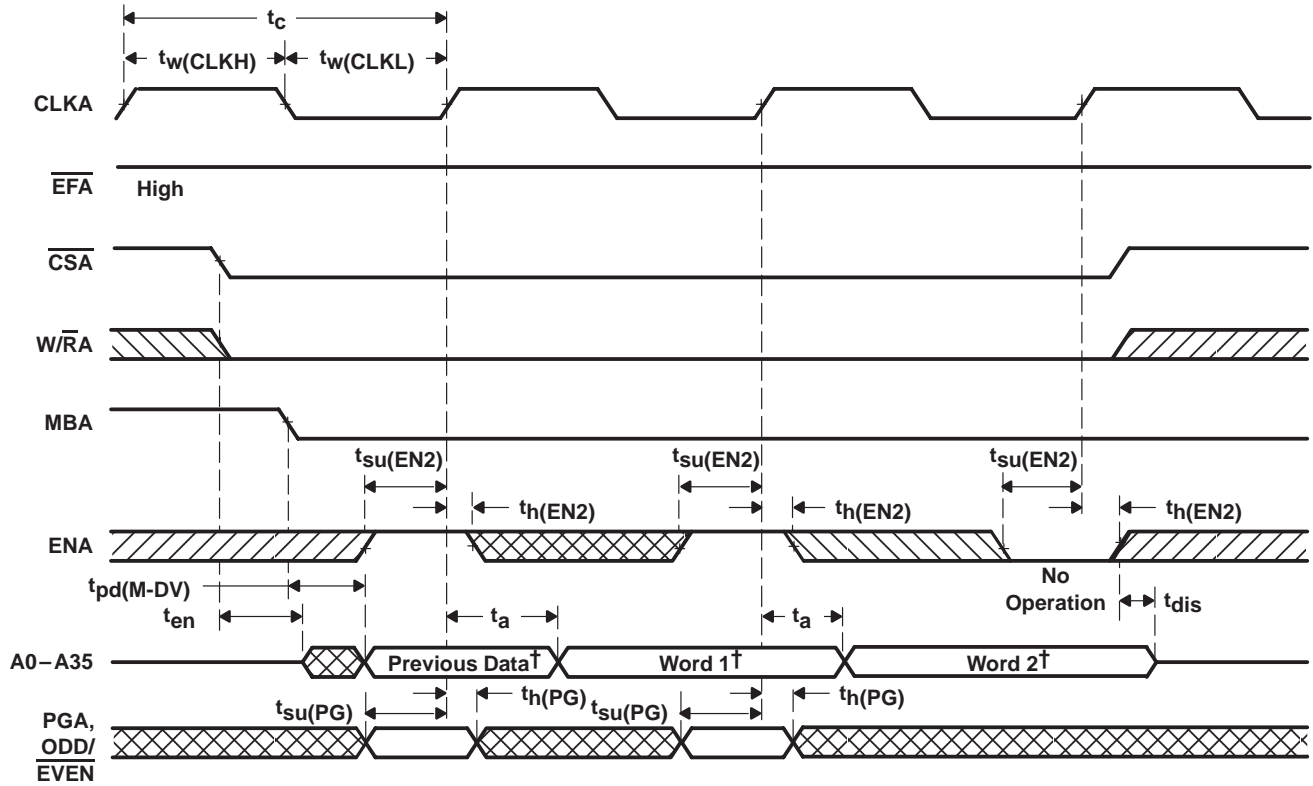 tc
tw(CLKH)
tw(CLKL)
CLKA
EFA
High
CSA
W/RA
MBA
tsu(EN2)
tsu(EN2)
tsu(EN2)
th(EN2)
th(EN2)
th(EN2)
ENA
tpd(M-DV)
No
Operation
ten
ta
ta
tdis
A0–A35
Previous Data†
Word 1†
Word 2†
tsu(PG)
th(PG)
tsu(PG)
th(PG)
PGA,
ODD/
EVEN